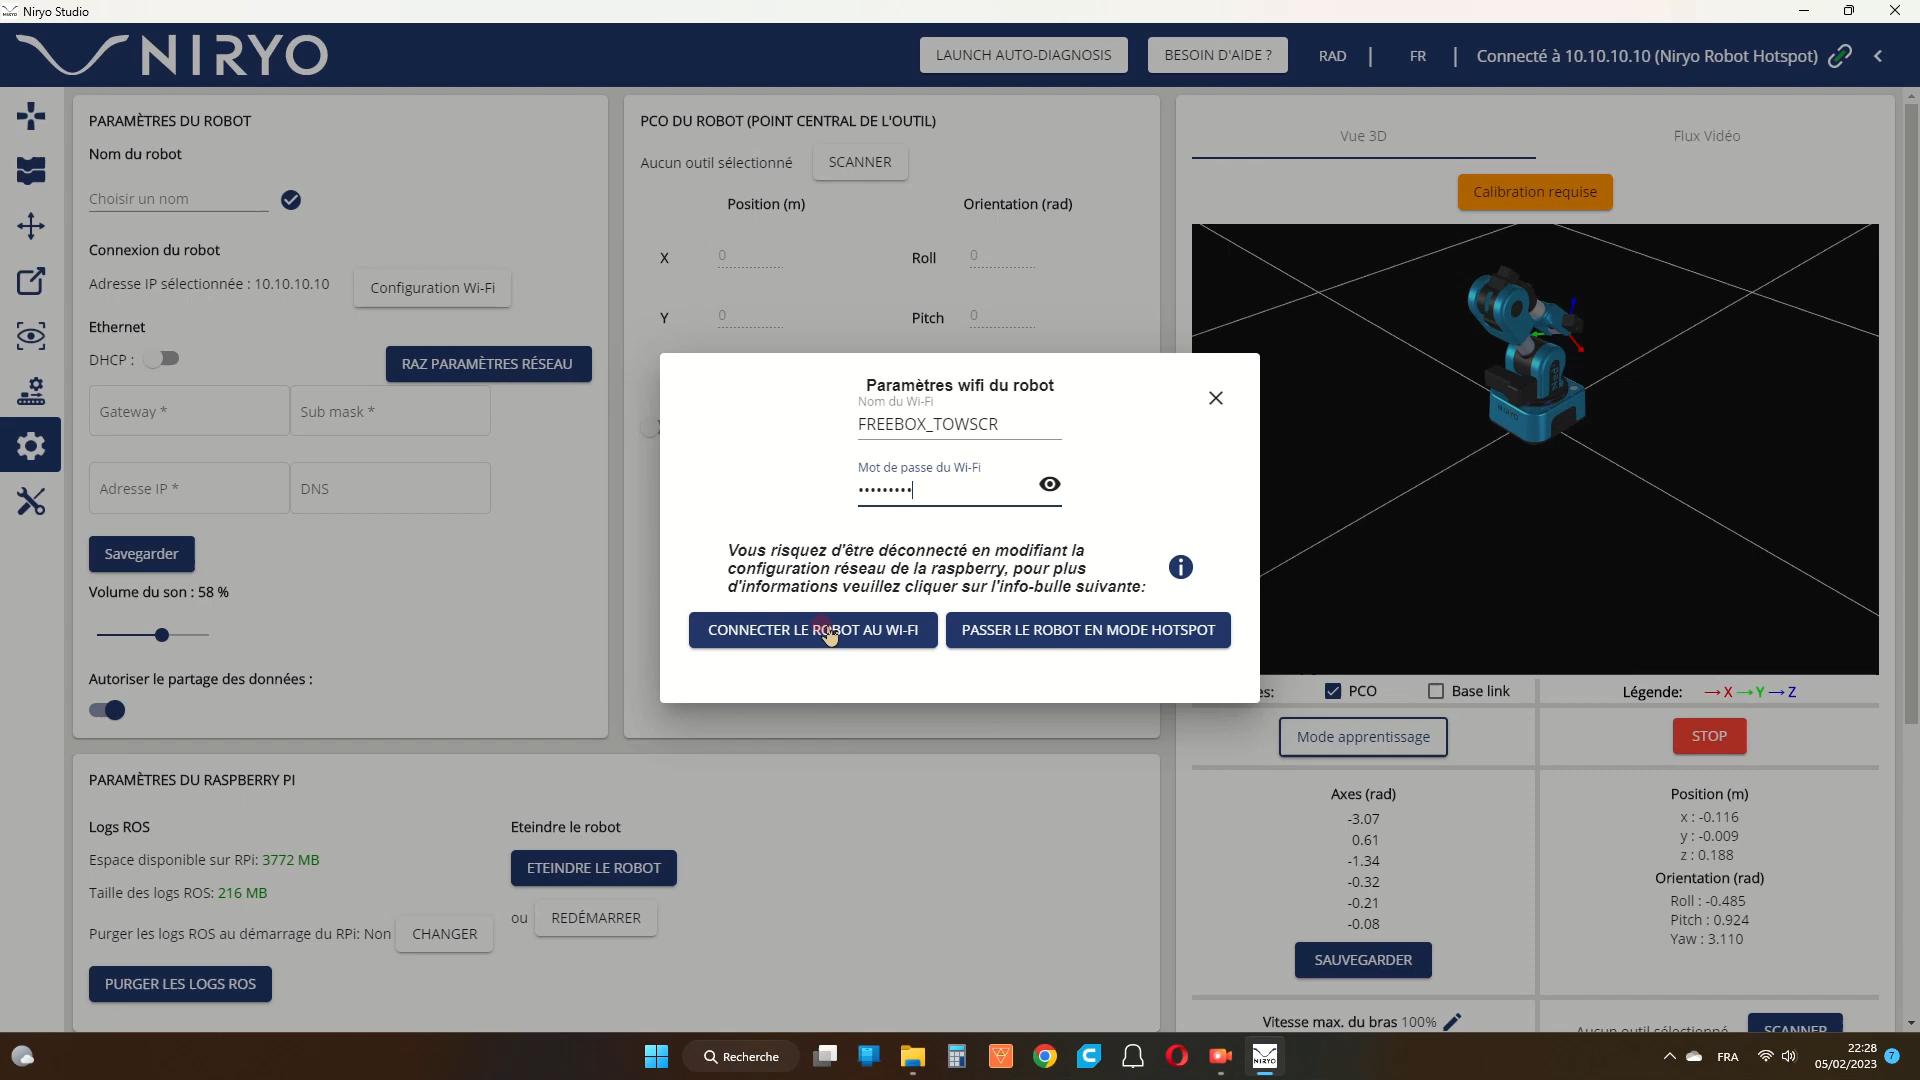 Niryo Studio
NIRYO
LAUNCH AUTO-DIAGNOSIS
BESOIN D'AIDE ?
RAD
FR
Connecté à 10.10.10.10 (Niryo Robot Hotspot)
PARAMÈTRES DU ROBOT
Nom du robot
Choisir un nom
Connexion du robot
Adresse IP sélectionnée : 10.10.10.10
Configuration Wi-Fi
Ethernet
DHCP :
RAZ PARAMÈTRES RÉSEAU
Gateway *
Sub mask *
Adresse IP *
DNS
Savegarder
Volume du son : 58 %
Autoriser le partage des données :
PCO DU ROBOT (POINT CENTRAL DE L'OUTIL)
Aucun outil sélectionné
SCANNER
Position (m)
Orientation (rad)
X
0
Roll
0
Y
0
Pitch
0
Paramètres wifi du robot
Nom du Wi-Fi
FREEBOX_TOWSCR
Mot de passe du Wi-Fi
•••••••••
Vous risquez d'être déconnecté en modifiant la
configuration réseau de la raspberry, pour plus
d'informations veuillez cliquer sur l'info-bulle suivante:
CONNECTER LE ROBOT AU WI-FI
PASSER LE ROBOT EN MODE HOTSPOT
PARAMÈTRES DU RASPBERRY PI
Logs ROS
Espace disponible sur RPi: 3772 MB
Taille des logs ROS: 216 MB
Purger les logs ROS au démarrage du RPi: Non
CHANGER
PURGER LES LOGS ROS
Eteindre le robot
ETEINDRE LE ROBOT
ou
REDÉMARRER
Vue 3D
Flux Vidéo
Calibration requise
NIRYO
es:
PCO
Base link
Légende:
X
Y
Z
Mode apprentissage
STOP
Axes (rad)
-3.07
0.61
-1.34
-0.32
-0.21
-0.08
SAUVEGARDER
Position (m)
x : -0.116
y : -0.009
z : 0.188
Orientation (rad)
Roll : -0.485
Pitch : 0.924
Yaw : 3.110
Vitesse max. du bras 100%
Aucun outil sélectionné
SCANNER
Recherche
NIRYO
FRA
22:28
05/02/2023
7